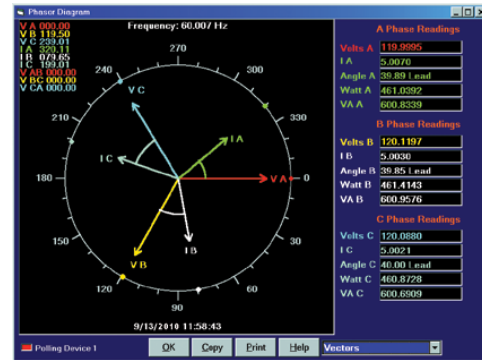 Phasor Diagram
V A 000.00
V B 119.50
V C 239.01
I A 320.11
I B 079.65
I C 199.01
V AB 000.00
V BC 000.00
V CA 000.00
Frequency: 60.007 Hz
270
240
300
210
330
180
0
150
30
120
60
90
V C
I A
I C
V A
I B
V B
9/13/2010 11:58:43
A Phase Readings
Volts A 119.9995
I A 5.0070
Angle A 39.89 Lead
Watt A 461.0392
VA A 600.8339
B Phase Readings
Volts B 120.1197
I B 5.0030
Angle B 39.85 Lead
Watt B 461.4143
VA B 600.9576
C Phase Readings
Volts C 120.0880
I C 5.0021
Angle C 40.00 Lead
Watt C 460.8728
VA C 600.6909
Polling Device 1
OK Copy Print Help Vectors